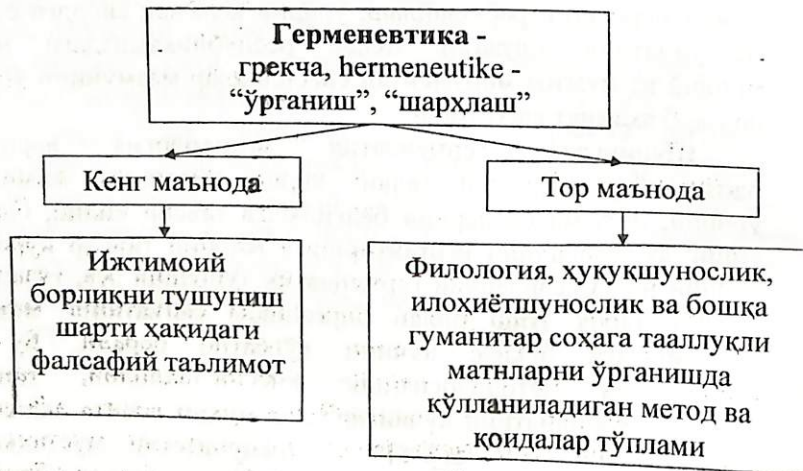 Герменевтика -
грекча, hermeneutike -
“ўрганиш”, “шарҳлаш”
Кенг маънода
Тор маънода
Ижтимоий
борлиқни тушуниш
шарти ҳақидаги
фалсафий таълимот
Филология, ҳуқуқшунослик,
илоҳиётшунослик ва бошқа
гуманитар соҳага тааллуқли
матнларни ўрганишда
қўлланиладиган метод ва
қоидалар тўплами